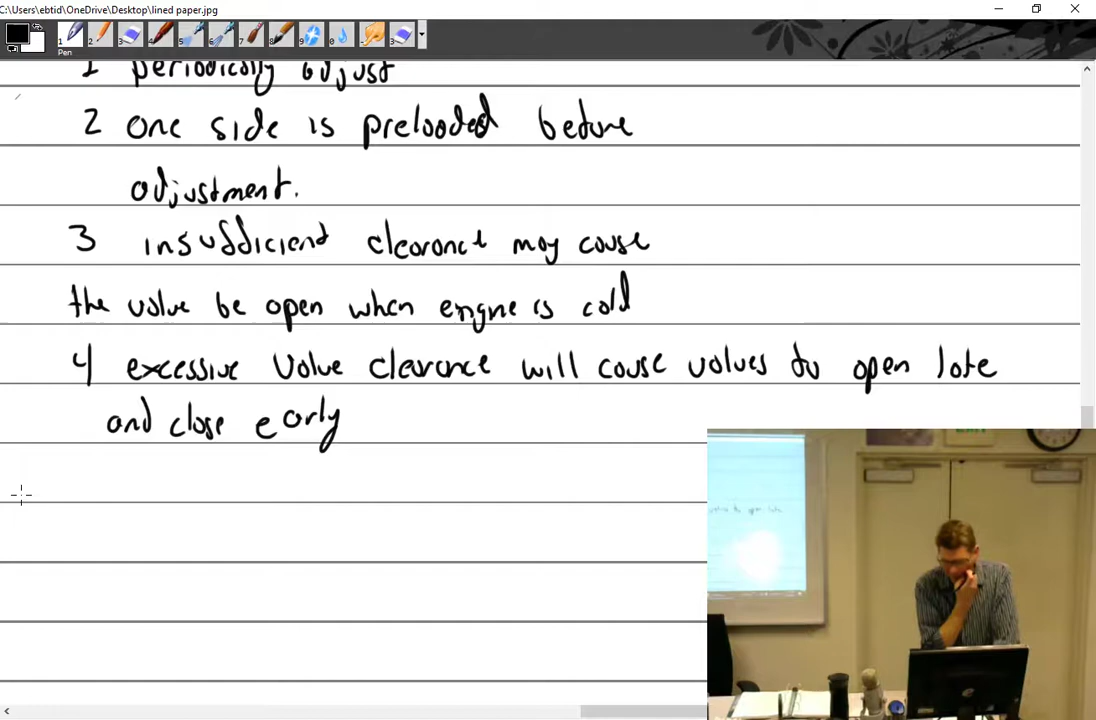 C:\Users\ebtid\OneDrive\Desktop\lined paper.jpg
Pen
1 periodically adjust
2 one side is preloaded before
adjustment.
3 insufficient clearance may cause
the valve be open when engine is cold
4 excessive valve clearance will cause valves to open late
and close early